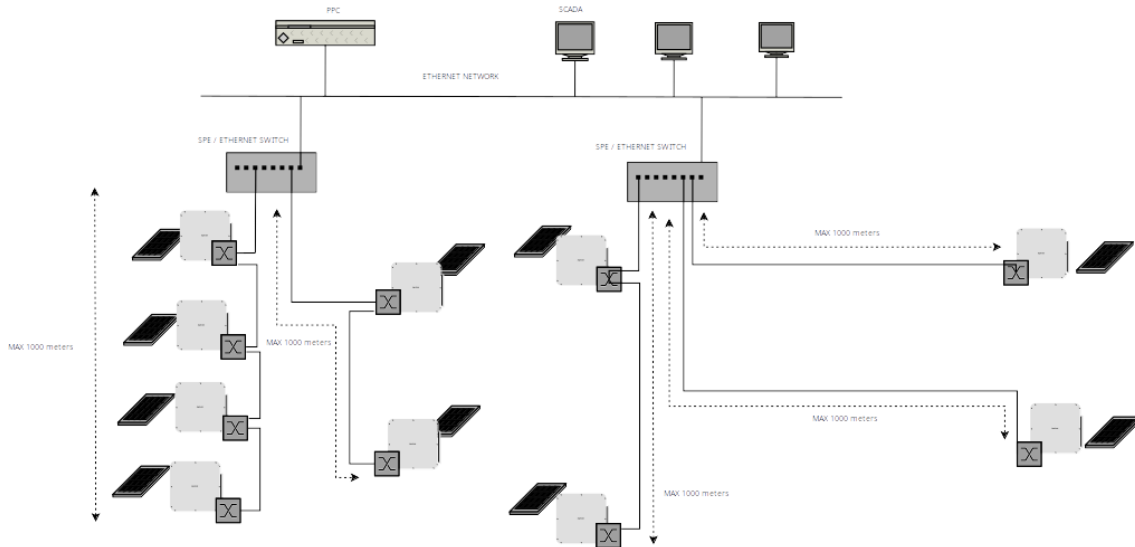 PPC
SCADA
ETHERNET NETWORK
SPE / ETHERNET SWITCH
SPE / ETHERNET SWITCH
MAX 1000 meters
MAX 1000 meters
MAX 1000 meters
MAX 1000 meters
MAX 1000 meters